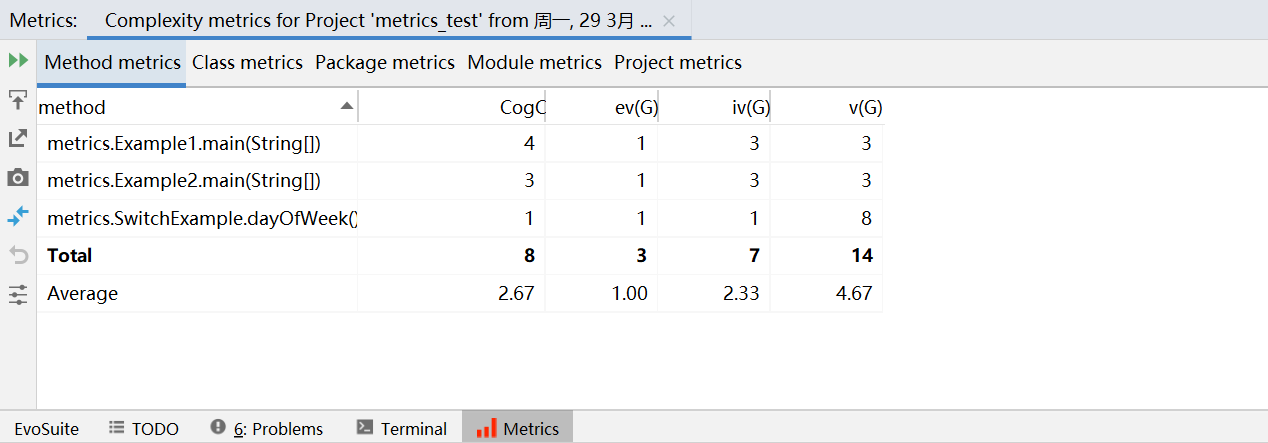 Metrics: Complexity metrics for Project 'metrics_test' from 周一, 29 3月 ...
Method metrics Class metrics Package metrics Module metrics Project metrics
method CogC ev(G) iv(G) v(G)
metrics.Example1.main(String[]) 4 1 3 3
metrics.Example2.main(String[]) 3 1 3 3
metrics.SwitchExample.dayOfWeek() 1 1 1 8
Total 8 3 7 14
Average 2.67 1.00 2.33 4.67
EvoSuite TODO 6: Problems Terminal Metrics